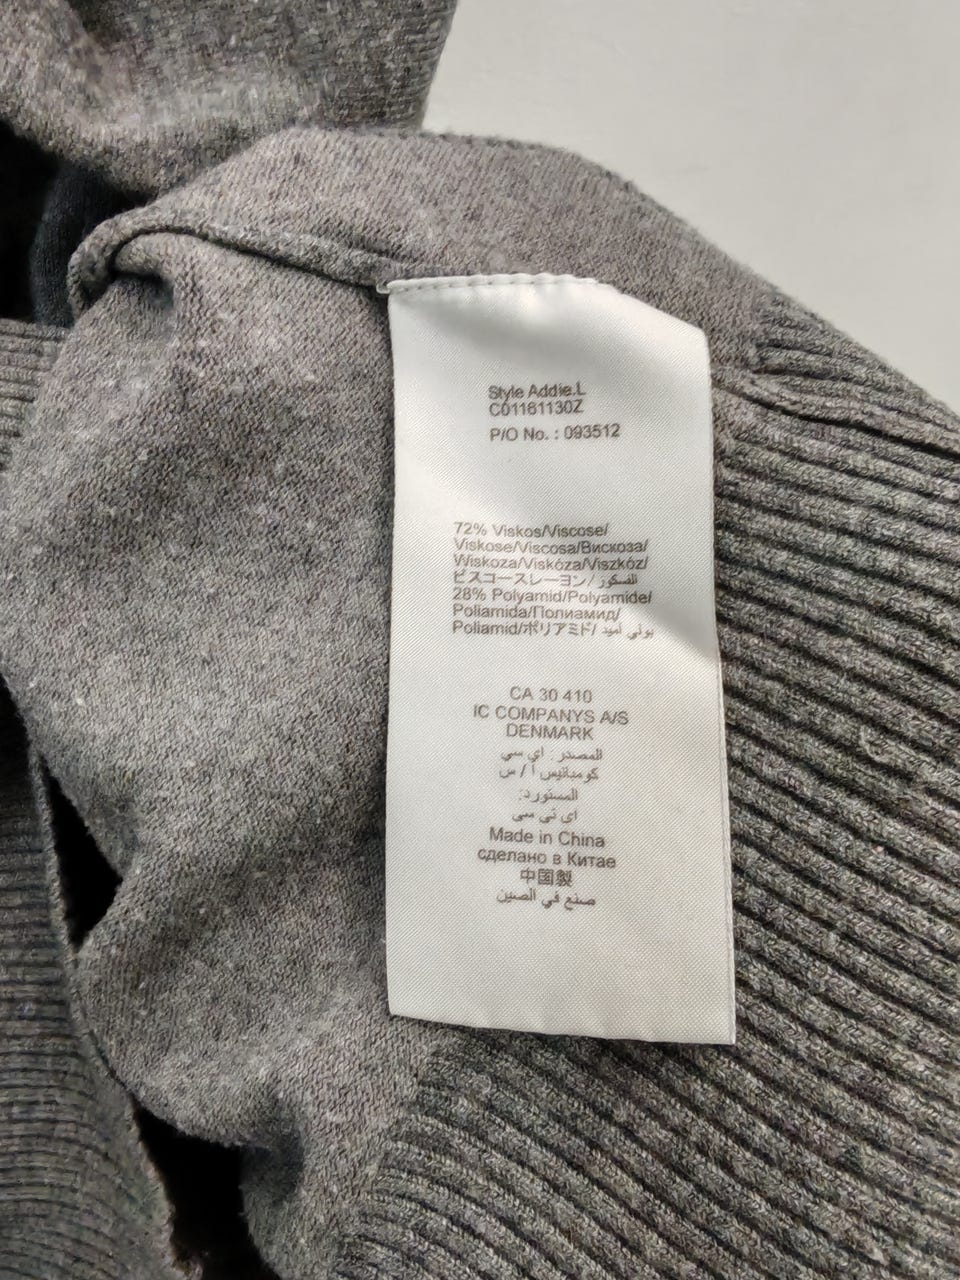 Style Addie.L
C01161130Z
P/O No. : 093512
72% Viskos/Viscose/
Viskose/Viscosa/Вискоза/
Wiskoza/Viskóza/Viszkóz/
ビスコースレーヨン/ الفسكوز
28% Polyamid/Polyamide/
Poliamida/Полиамид/
Poliamid/ポリアミド/ بولي أميد
CA 30 410
IC COMPANYS A/S
DENMARK
المصدر: اي سي
كومبانيس أ / س
المستورد:
اى تى سى
Made in China
сделано в Китае
中国製
صنع في الصين